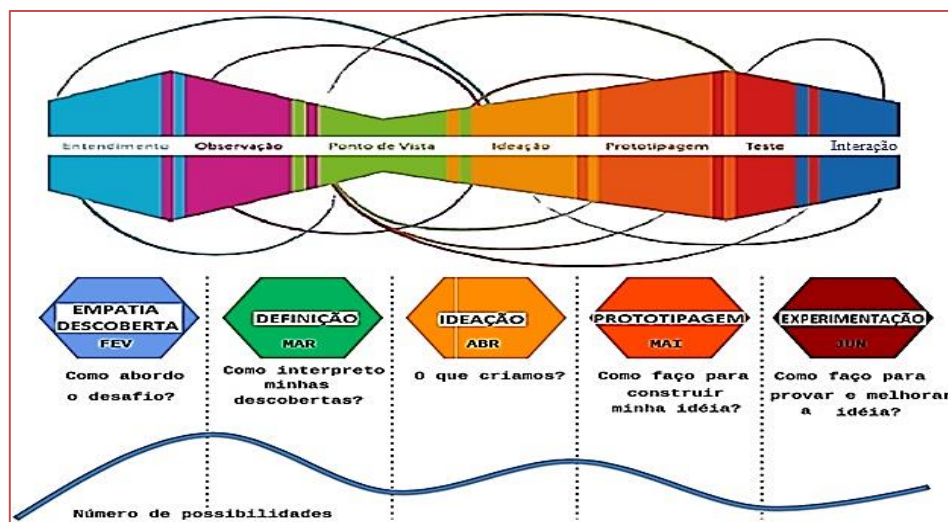 Entendimento Observação Ponto de Vista Ideação Prototipagem Teste Interação
EMPATIA
DESCOBERTA
FEV
DEFINIÇÃO
MAR
IDEAÇÃO
ABR
PROTOTIPAGEM
MAI
EXPERIMENTAÇÃO
JUN
Como abordo
o desafio?
Como interpreto
minhas
descobertas?
O que criamos?
Como faço para
construir
minha idéia?
Como faço para
provar e melhorar
a idéia?
Número de possibilidades